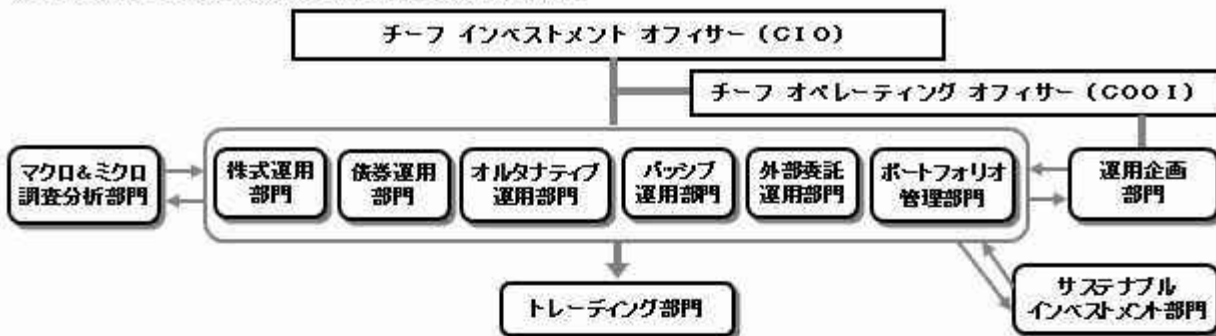 チーフ インベストメント オフィサー(CIO)
チーフ オペレーティング オフィサー(COOI)
マクロ&ミクロ
調査分析部門
株式運用
部門
債券運用
部門
オルタナティブ
運用部門
パッシブ
運用部門
外部委託
運用部門
ポートフォリオ
管理部門
運用企画
部門
トレーディング部門
サステナブル
インベストメント部門